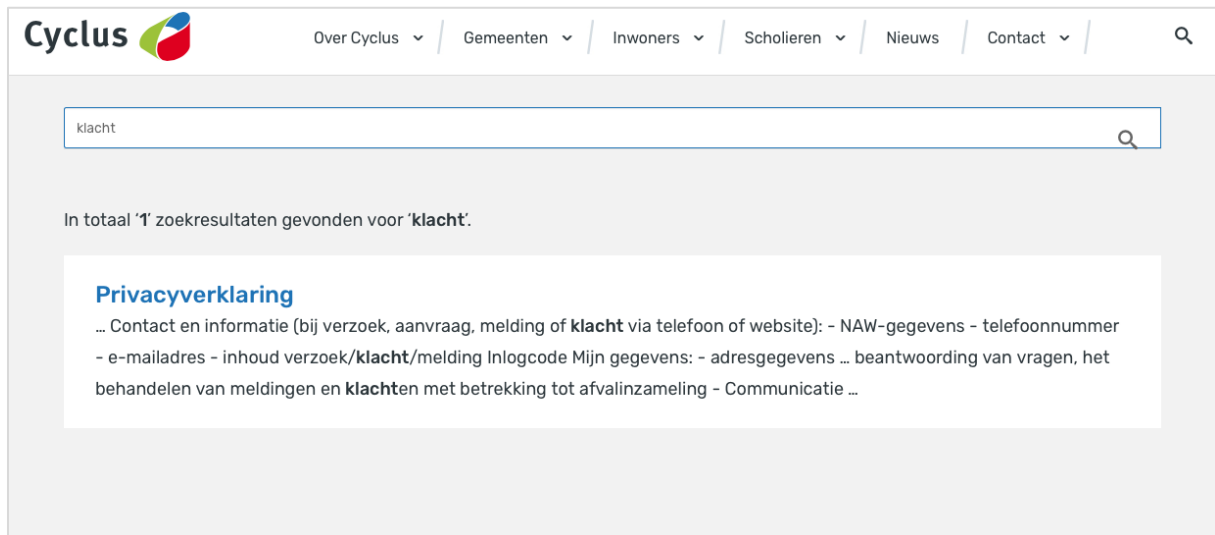 Cyclus
Over Cyclus Gemeenten Inwoners Scholieren Nieuws Contact
klacht
In totaal ‘1’ zoekresultaten gevonden voor ‘klacht’.
Privacyverklaring
… Contact en informatie (bij verzoek, aanvraag, melding of klacht via telefoon of website): - NAW-gegevens - telefoonnummer
- e-mailadres - inhoud verzoek/klacht/melding Inlogcode Mijn gegevens: - adresgegevens … beantwoording van vragen, het
behandelen van meldingen en klachten met betrekking tot afvalinzameling - Communicatie …